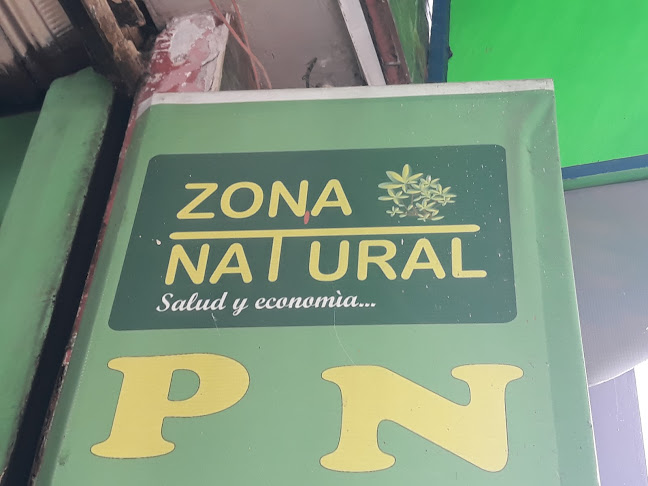 ZONA
NATURAL
Salud y economìa...
P N